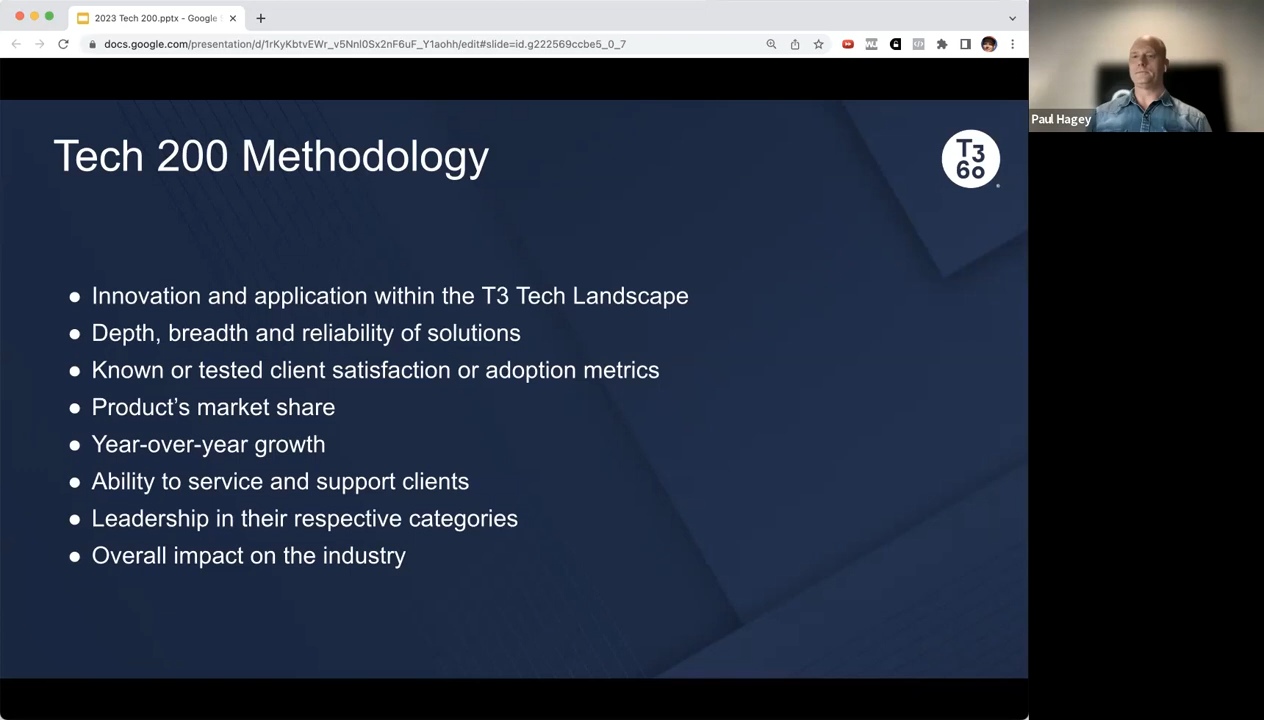 2023 Tech 200.pptx - Google
docs.google.com/presentation/d/1rKyKbtvEWr_v5Nnl0Sx2nF6uF_Y1aohh/edit#slide=id.g222569ccbe5_0_7
Paul Hagey
Tech 200 Methodology
T3
60
● Innovation and application within the T3 Tech Landscape
● Depth, breadth and reliability of solutions
● Known or tested client satisfaction or adoption metrics
● Product’s market share
● Year-over-year growth
● Ability to service and support clients
● Leadership in their respective categories
● Overall impact on the industry